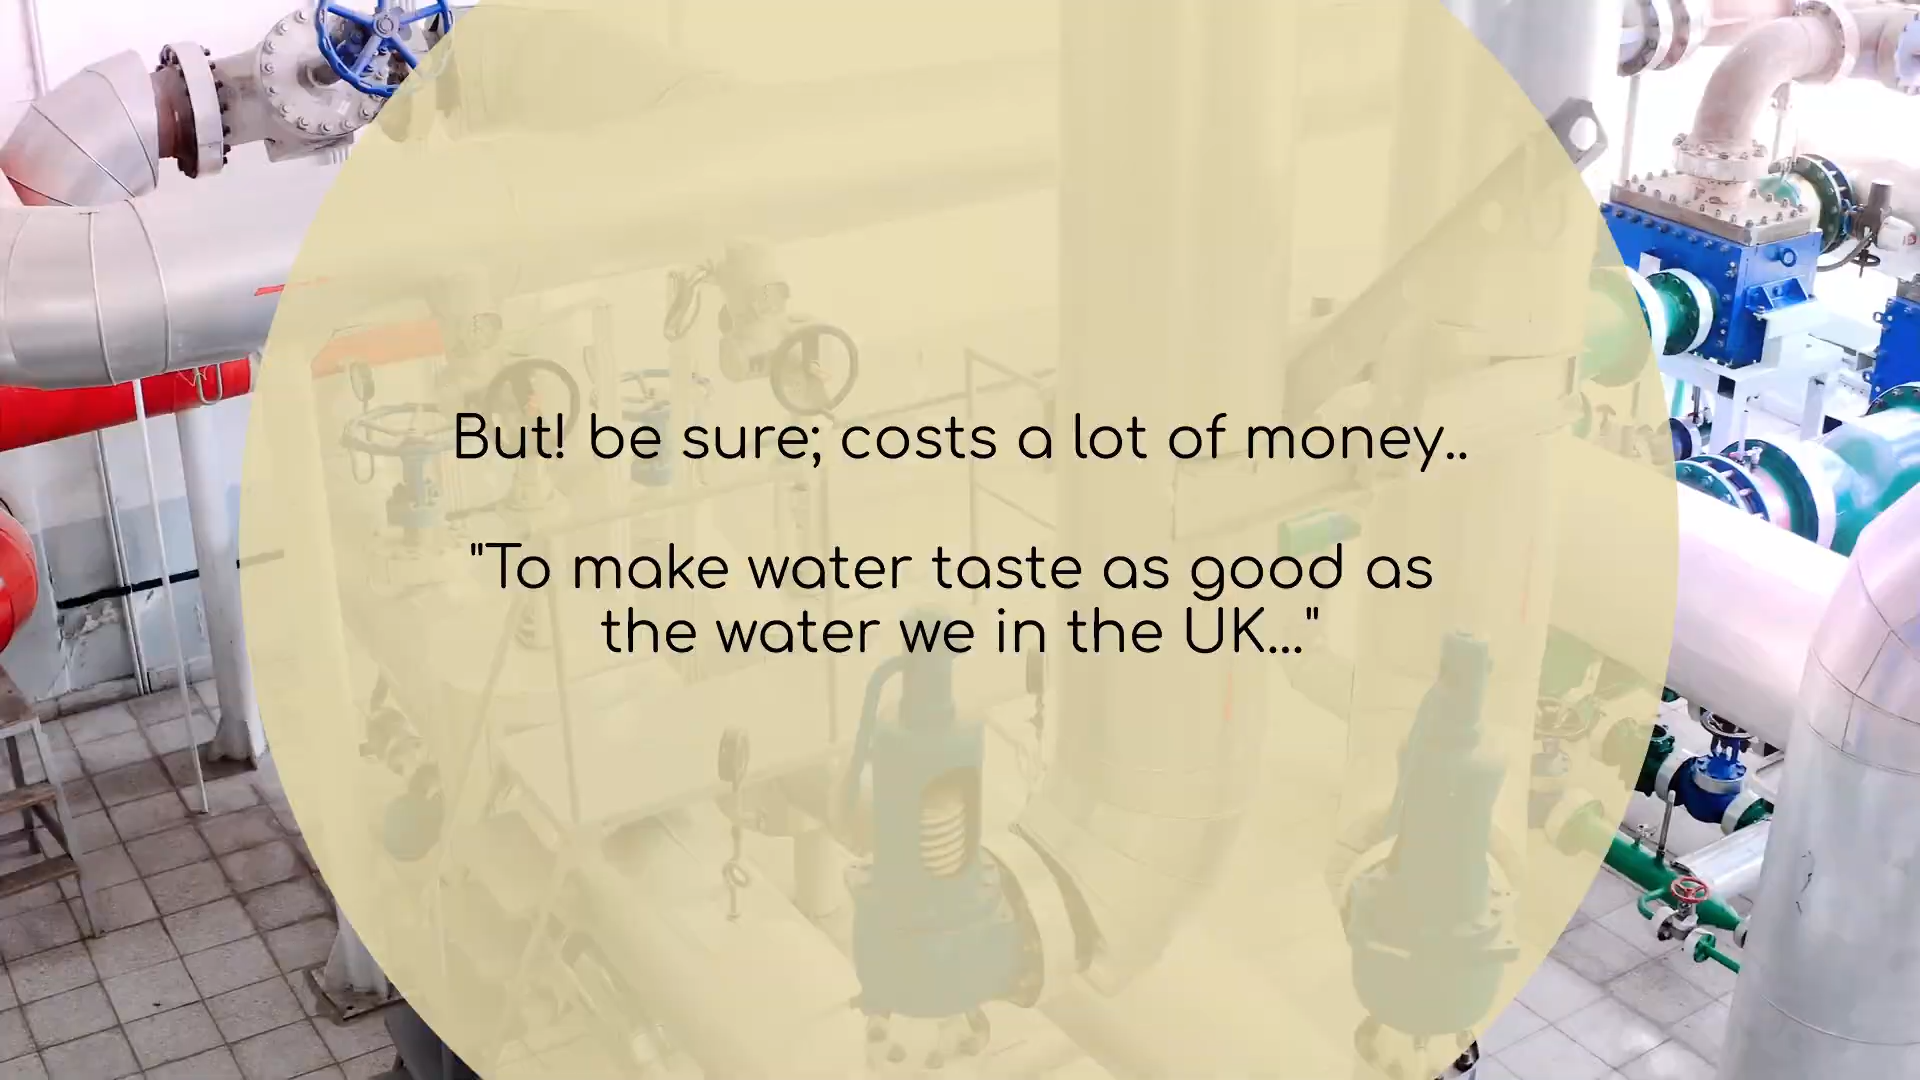 But! be sure; costs a lot of money..
"To make water taste as good as
the water we in the UK..."